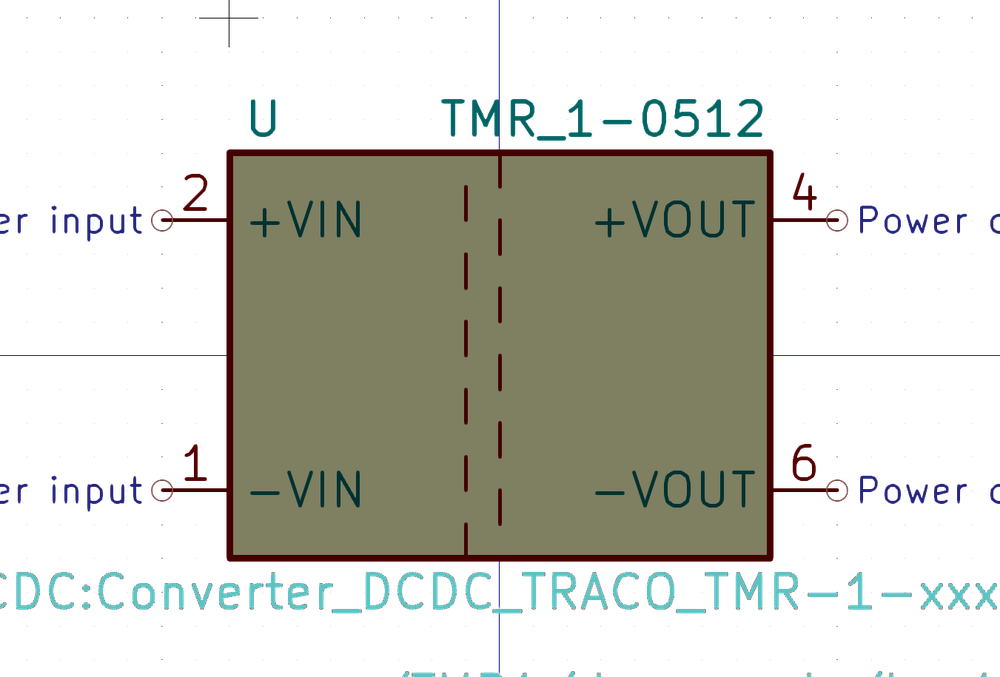 U TMR_1-0512
2 4
er input +VIN +VOUT Power
1 6
er input -VIN -VOUT Power
CDC:Converter_DCDC_TRACO_TMR-1-xxx